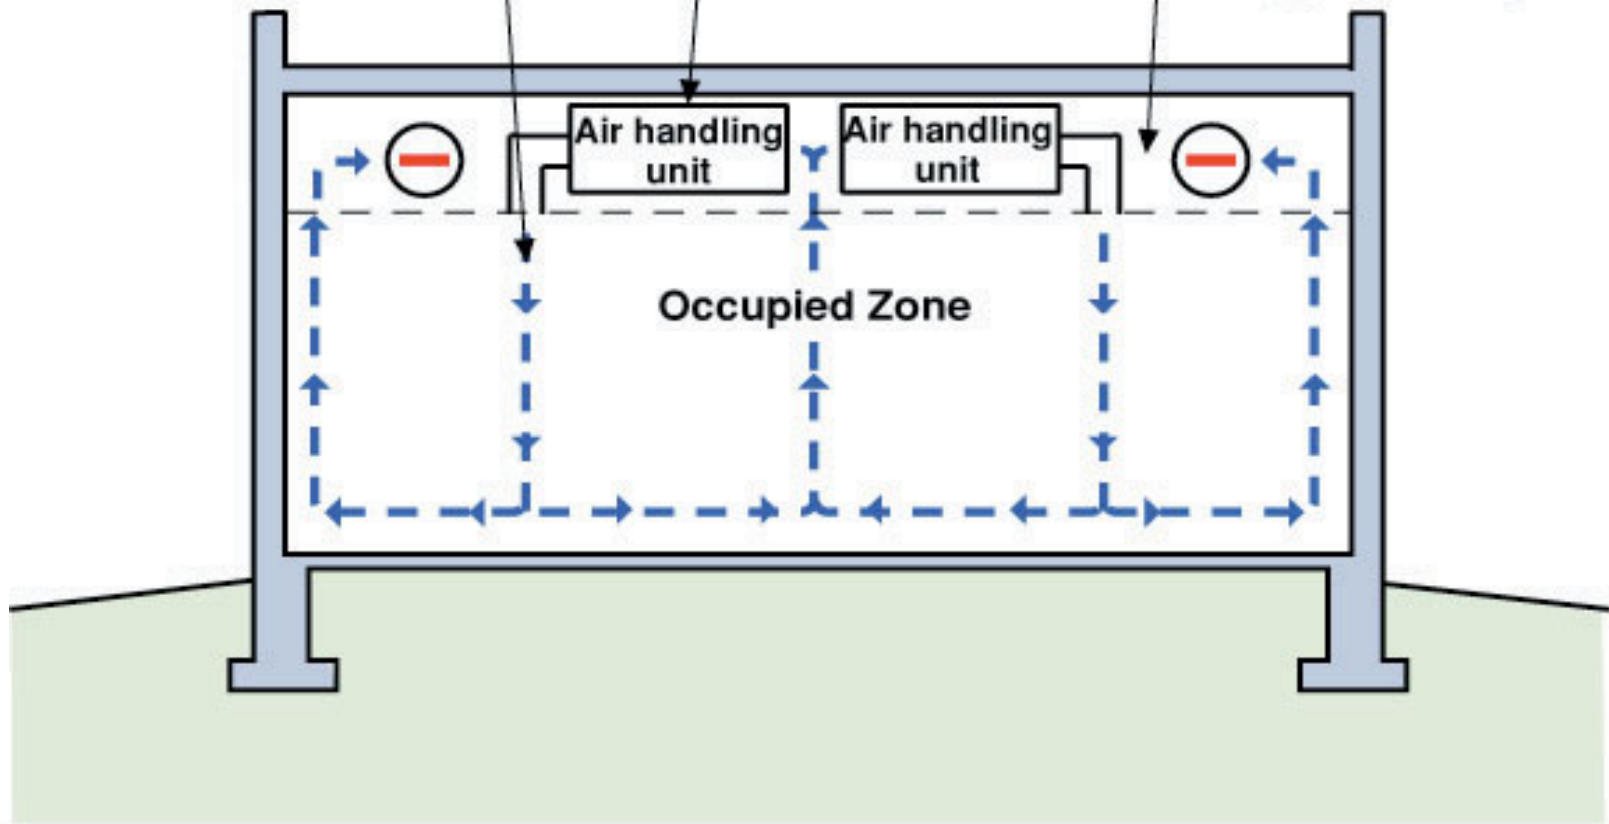 Air handling
unit
Air handling
unit
Occupied Zone